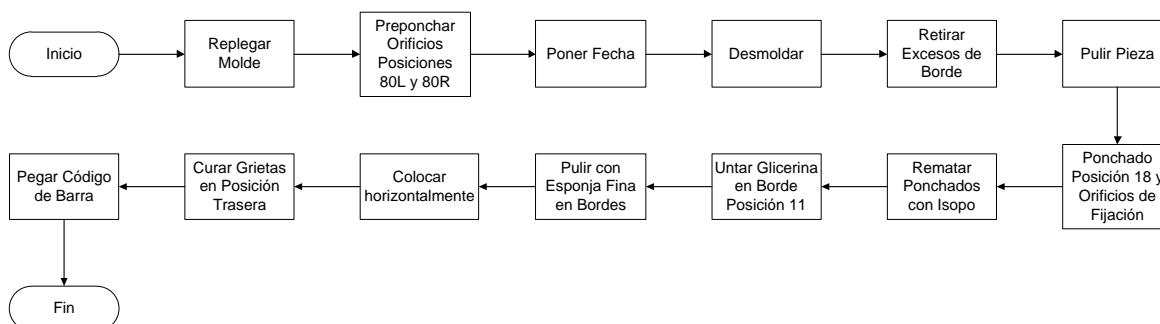 Inicio
Replegar
Molde
Preponchar
Orificios
Posiciones
80L y 80R
Poner Fecha
Desmoldar
Retirar
Excesos de
Borde
Pulir Pieza
Ponchado
Posición 18 y
Orificios de
Fijación
Rematar
Ponchados
con Isopo
Untar Glicerina
en Borde
Posición 11
Pulir con
Esponja Fina
en Bordes
Colocar
horizontalmente
Curar Grietas
en Posición
Trasera
Pegar Código
de Barra
Fin